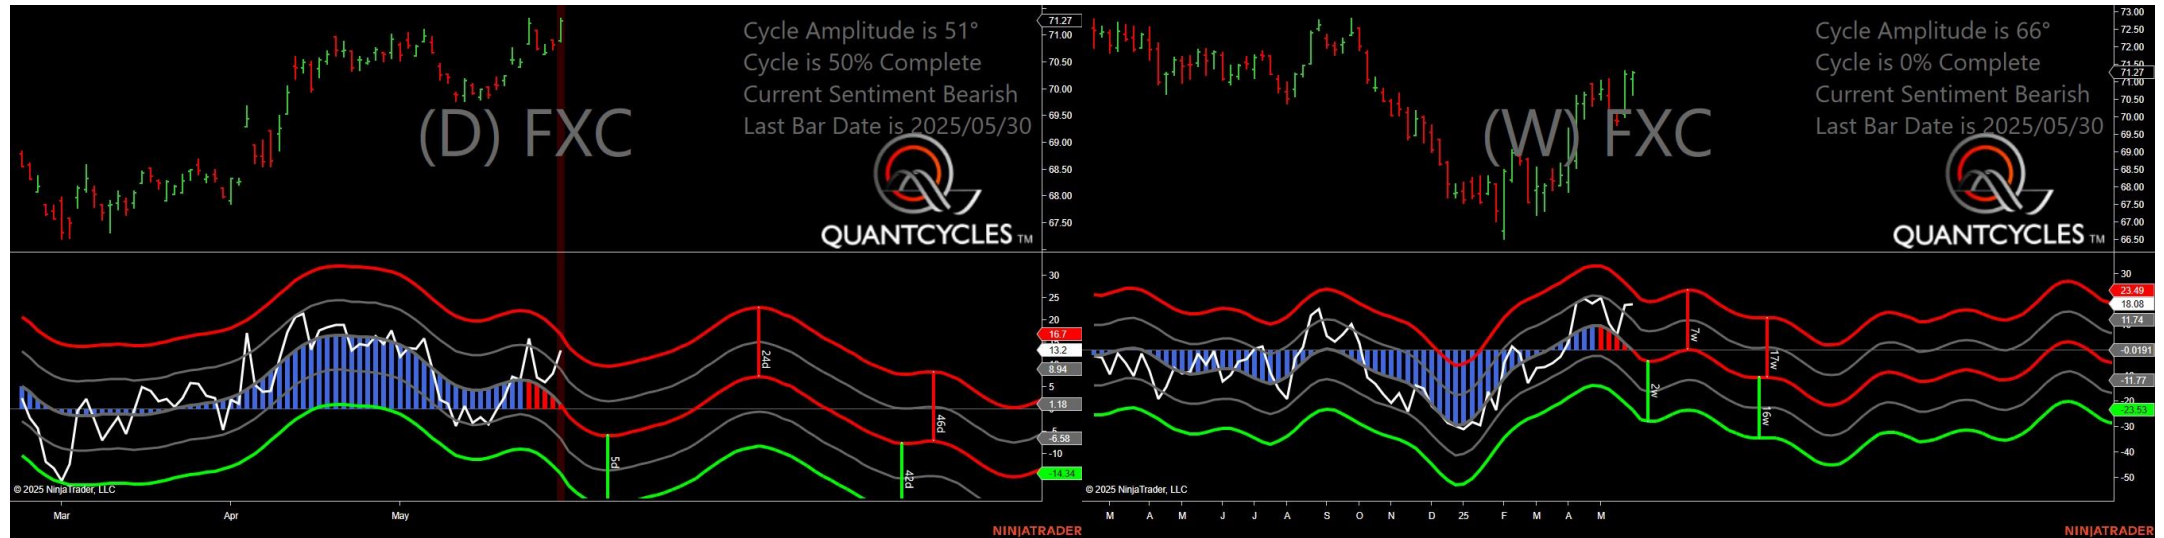 Cycle Amplitude is 51°
Cycle is 50% Complete
Current Sentiment Bearish
Last Bar Date is 2025/05/30
(D) FXC
QUANTCYCLES TM
71.27
71.00
70.50
70.00
69.50
69.00
68.50
68.00
67.50
30
25
20
16.7
13.2
8.94
5
1.18
-6.58
-10
-14.34
5d
24d
42d
46d
© 2025 NinjaTrader, LLC
Mar
Apr
May
NINJATRADER
Cycle Amplitude is 66°
Cycle is 0% Complete
Current Sentiment Bearish
Last Bar Date is 2025/05/30
(W) FXC
QUANTCYCLES TM
73.00
72.50
72.00
71.50
71.27
70.50
70.00
69.50
69.00
68.50
68.00
67.50
67.00
66.50
30
23.49
18.08
11.74
-0.0191
-11.77
-20
-23.53
-30
-40
-50
2w
7w
16w
17w
© 2025 NinjaTrader, LLC
M A M J J A S O N D 25 F M A M
NINJATRADER